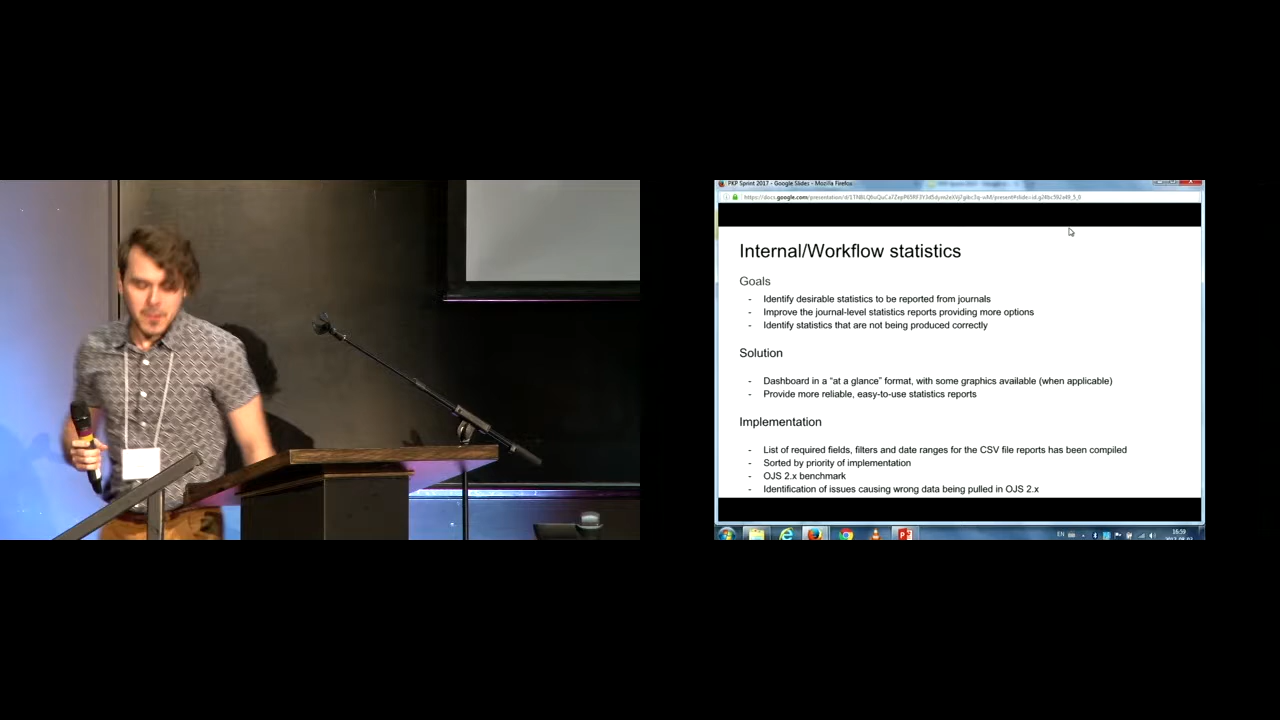 PKP Sprint 2017 - Google Slides - Mozilla Firefox
Internal/Workflow statistics
Goals
- Identify desirable statistics to be reported from journals
- Improve the journal-level statistics reports providing more options
- Identify statistics that are not being produced correctly
Solution
- Dashboard in a “at a glance” format, with some graphics available (when applicable)
- Provide more reliable, easy-to-use statistics reports
Implementation
- List of required fields, filters and date ranges for the CSV file reports has been compiled
- Sorted by priority of implementation
- OJS 2.x benchmark
- Identification of issues causing wrong data being pulled in OJS 2.x
EN
16:59